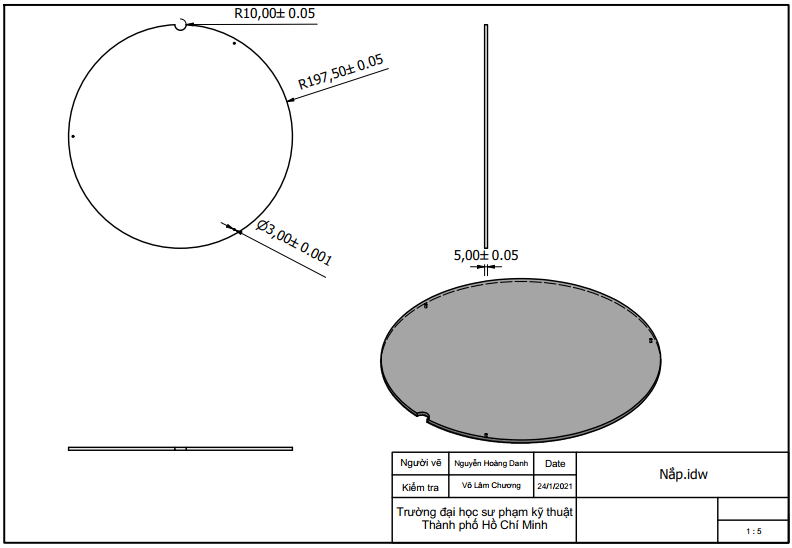 R10,00± 0.05
R197,50± 0.05
Ø3,00± 0.001
5,00± 0.05
Người vẽ
Nguyễn Hoàng Danh
Date
Kiểm tra
Võ Lâm Chương
24/1/2021
Nắp.idw
Trường đại học sư phạm kỹ thuật
Thành phố Hồ Chí Minh
1 : 5